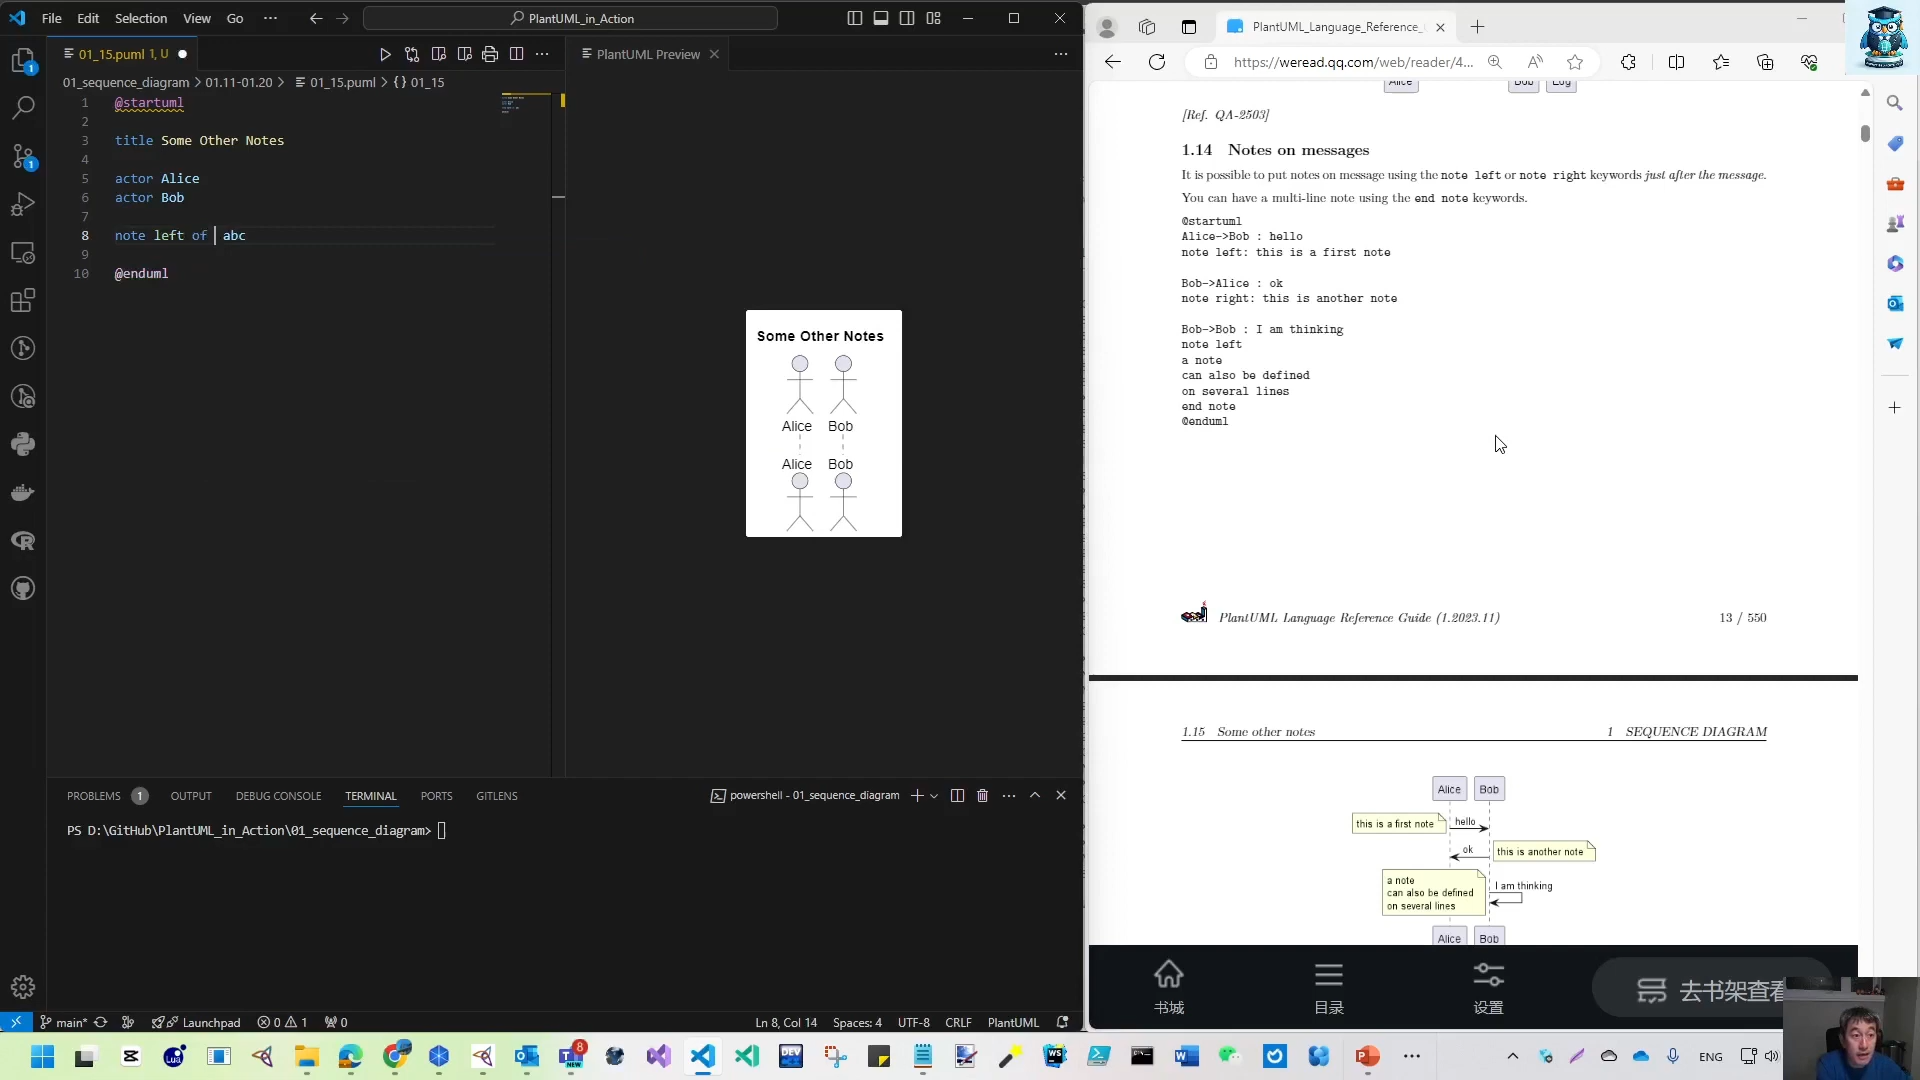 File Edit Selection View Go ··· PlantUML_in_Action
01_15.puml 1, U
PlantUML Preview
01_sequence_diagram > 01.11-01.20 > 01_15.puml > {} 01_15
1 @startuml
2
3 title Some Other Notes
4
5 actor Alice
6 actor Bob
7
8 note left of abc
9
10 @enduml
Some Other Notes
Alice Bob
Alice Bob
PROBLEMS 1 OUTPUT DEBUG CONSOLE TERMINAL PORTS GITLENS
powershell - 01_sequence_diagram
PS D:\GitHub\PlantUML_in_Action\01_sequence_diagram>
main* Launchpad 0 1 0 Ln 8, Col 14 Spaces: 4 UTF-8 CRLF PlantUML
PlantUML_Language_Reference_
https://weread.qq.com/web/reader/4...
Alice Bob Log
[Ref. QA-2503]
1.14 Notes on messages
It is possible to put notes on message using the note left or note right keywords just after the message.
You can have a multi-line note using the end note keywords.
@startuml
Alice->Bob : hello
note left: this is a first note
Bob->Alice : ok
note right: this is another note
Bob->Bob : I am thinking
note left
a note
can also be defined
on several lines
end note
@enduml
PlantUML Language Reference Guide (1.2023.11) 13 / 550
1.15 Some other notes 1 SEQUENCE DIAGRAM
Alice Bob
this is a first note hello
ok this is another note
a note
can also be defined
on several lines
I am thinking
Alice Bob
书城 目录 设置 去书架查看
ENG